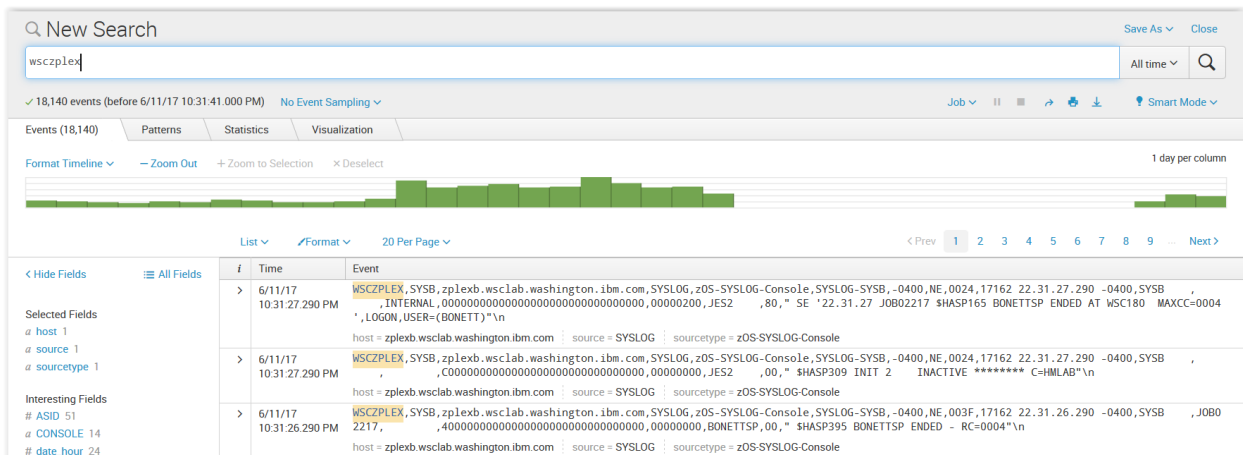 New Search
Save As Close
wsczplex
All time
18,140 events (before 6/11/17 10:31:41.000 PM) No Event Sampling Job Smart Mode
Events (18,140) Patterns Statistics Visualization
Format Timeline — Zoom Out + Zoom to Selection × Deselect 1 day per column
List Format 20 Per Page < Prev 1 2 3 4 5 6 7 8 9 ... Next >
< Hide Fields All Fields i Time Event
Selected Fields
a host 1
a source 1
a sourcetype 1
Interesting Fields
# ASID 51
a CONSOLE 14
# date_hour 24
> 6/11/17
10:31:27.290 PM
WSCZPLEX,SYSB,zplexb.wsclab.washington.ibm.com,SYSLOG,zOS-SYSLOG-Console,SYSLOG-SYSB,-0400,NE,0024,17162 22.31.27.290 -0400,SYSB ,
,INTERNAL,00000000000000000000000000000000,00000200,JES2 ,80," SE '22.31.27 JOB02217 $HASP165 BONETTSP ENDED AT WSC180 MAXCC=0004
',LOGON,USER=(BONETT)"\n
host = zplexb.wsclab.washington.ibm.com source = SYSLOG sourcetype = zOS-SYSLOG-Console
> 6/11/17
10:31:27.290 PM
WSCZPLEX,SYSB,zplexb.wsclab.washington.ibm.com,SYSLOG,zOS-SYSLOG-Console,SYSLOG-SYSB,-0400,NE,0024,17162 22.31.27.290 -0400,SYSB ,
, ,C0000000000000000000000000000000,00000000,JES2 ,00," $HASP309 INIT 2 INACTIVE ******** C=HMLAB"\n
host = zplexb.wsclab.washington.ibm.com source = SYSLOG sourcetype = zOS-SYSLOG-Console
> 6/11/17
10:31:26.290 PM
WSCZPLEX,SYSB,zplexb.wsclab.washington.ibm.com,SYSLOG,zOS-SYSLOG-Console,SYSLOG-SYSB,-0400,NE,003F,17162 22.31.26.290 -0400,SYSB ,JOB0
2217, ,40000000000000000000000000000000,00000000,BONETTSP,00," $HASP395 BONETTSP ENDED - RC=0004"\n
host = zplexb.wsclab.washington.ibm.com source = SYSLOG sourcetype = zOS-SYSLOG-Console